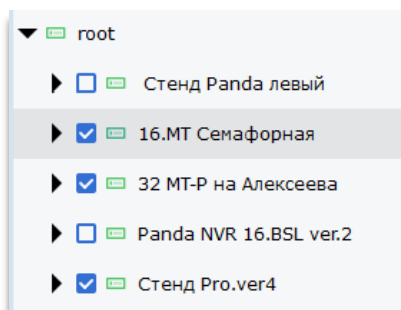 root
Стенд Panda левый
16.МТ Семафорная
32 МТ-Р на Алексеева
Panda NVR 16.BSL ver.2
Стенд Pro.ver4